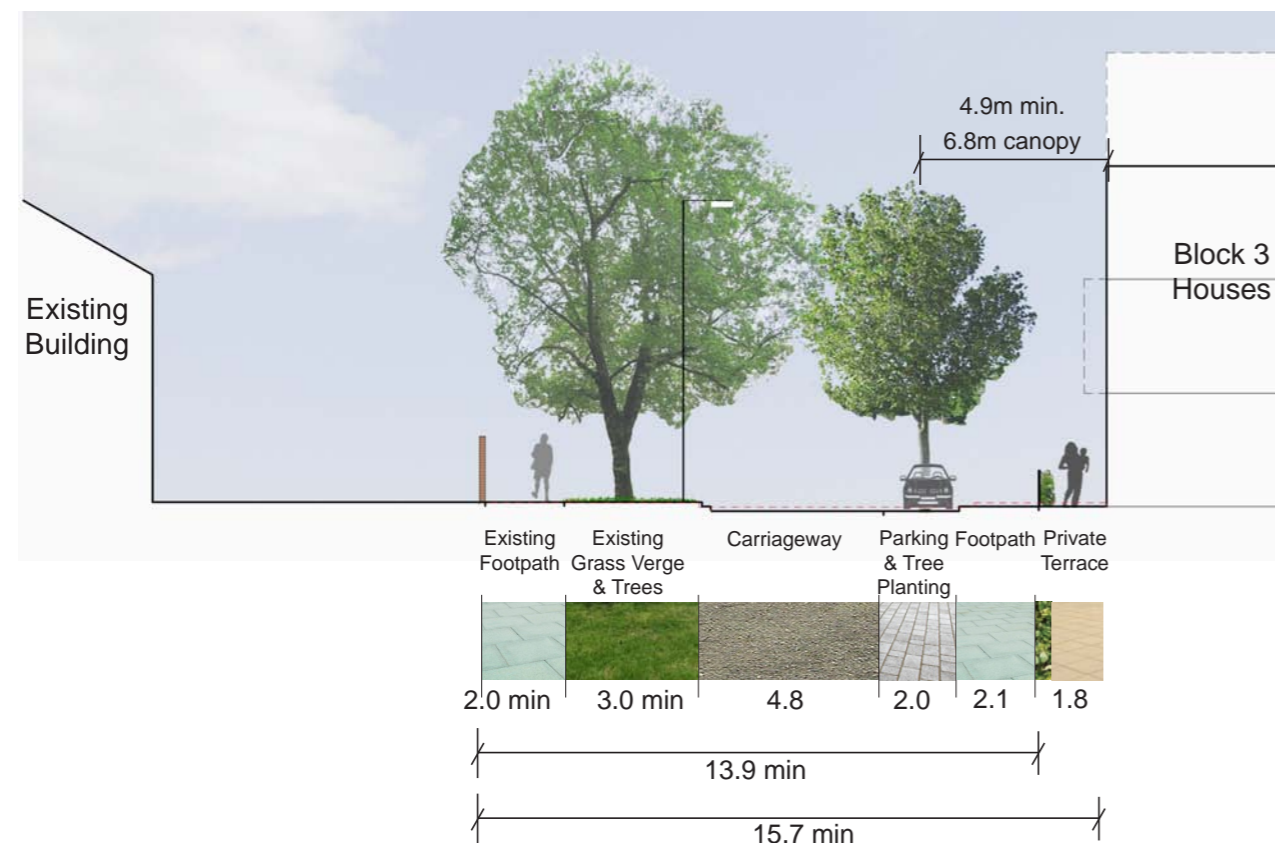 4.9m min.
6.8m canopy
Existing
Building
Block 3
Houses
Existing
Footpath
Existing
Grass Verge
& Trees
Carriageway
Parking
& Tree
Planting
Footpath
Private
Terrace
2.0 min
3.0 min
4.8
2.0
2.1
1.8
13.9 min
15.7 min